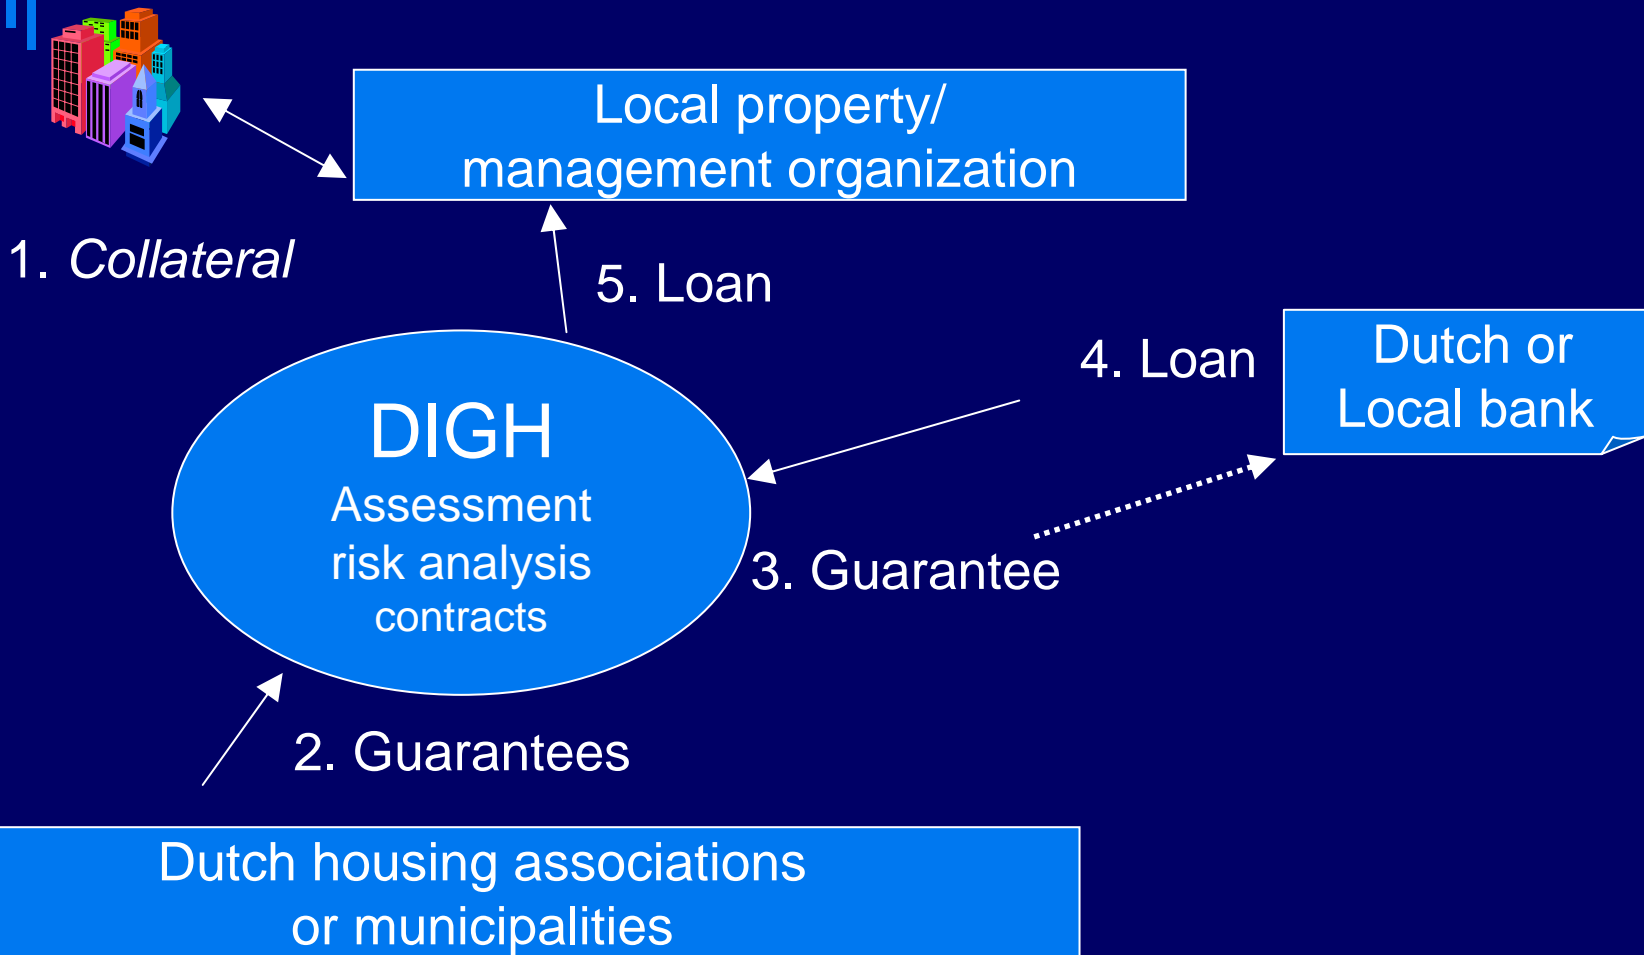 Local property/
management organization
1. Collateral
5. Loan
4. Loan
Dutch or
Local bank
DIGH
Assessment
risk analysis
contracts
3. Guarantee
2. Guarantees
Dutch housing associations
or municipalities